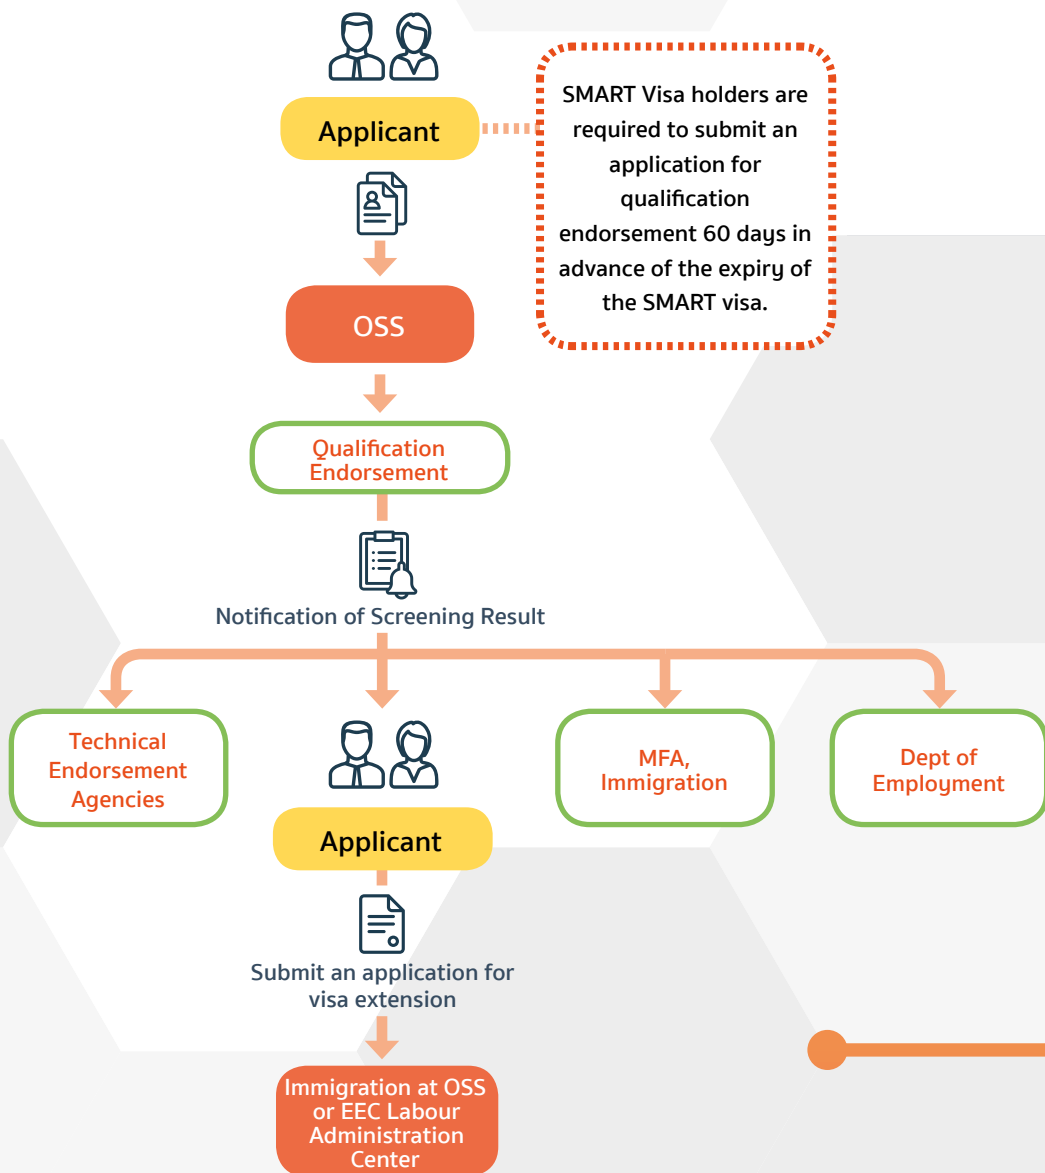 Applicant
SMART Visa holders are
required to submit an
application for
qualification
endorsement 60 days in
advance of the expiry of
the SMART visa.
OSS
Qualification
Endorsement
Notification of Screening Result
Technical
Endorsement
Agencies
MFA,
Immigration
Dept of
Employment
Applicant
Submit an application for
visa extension
Immigration at OSS
or EEC Labour
Administration
Center